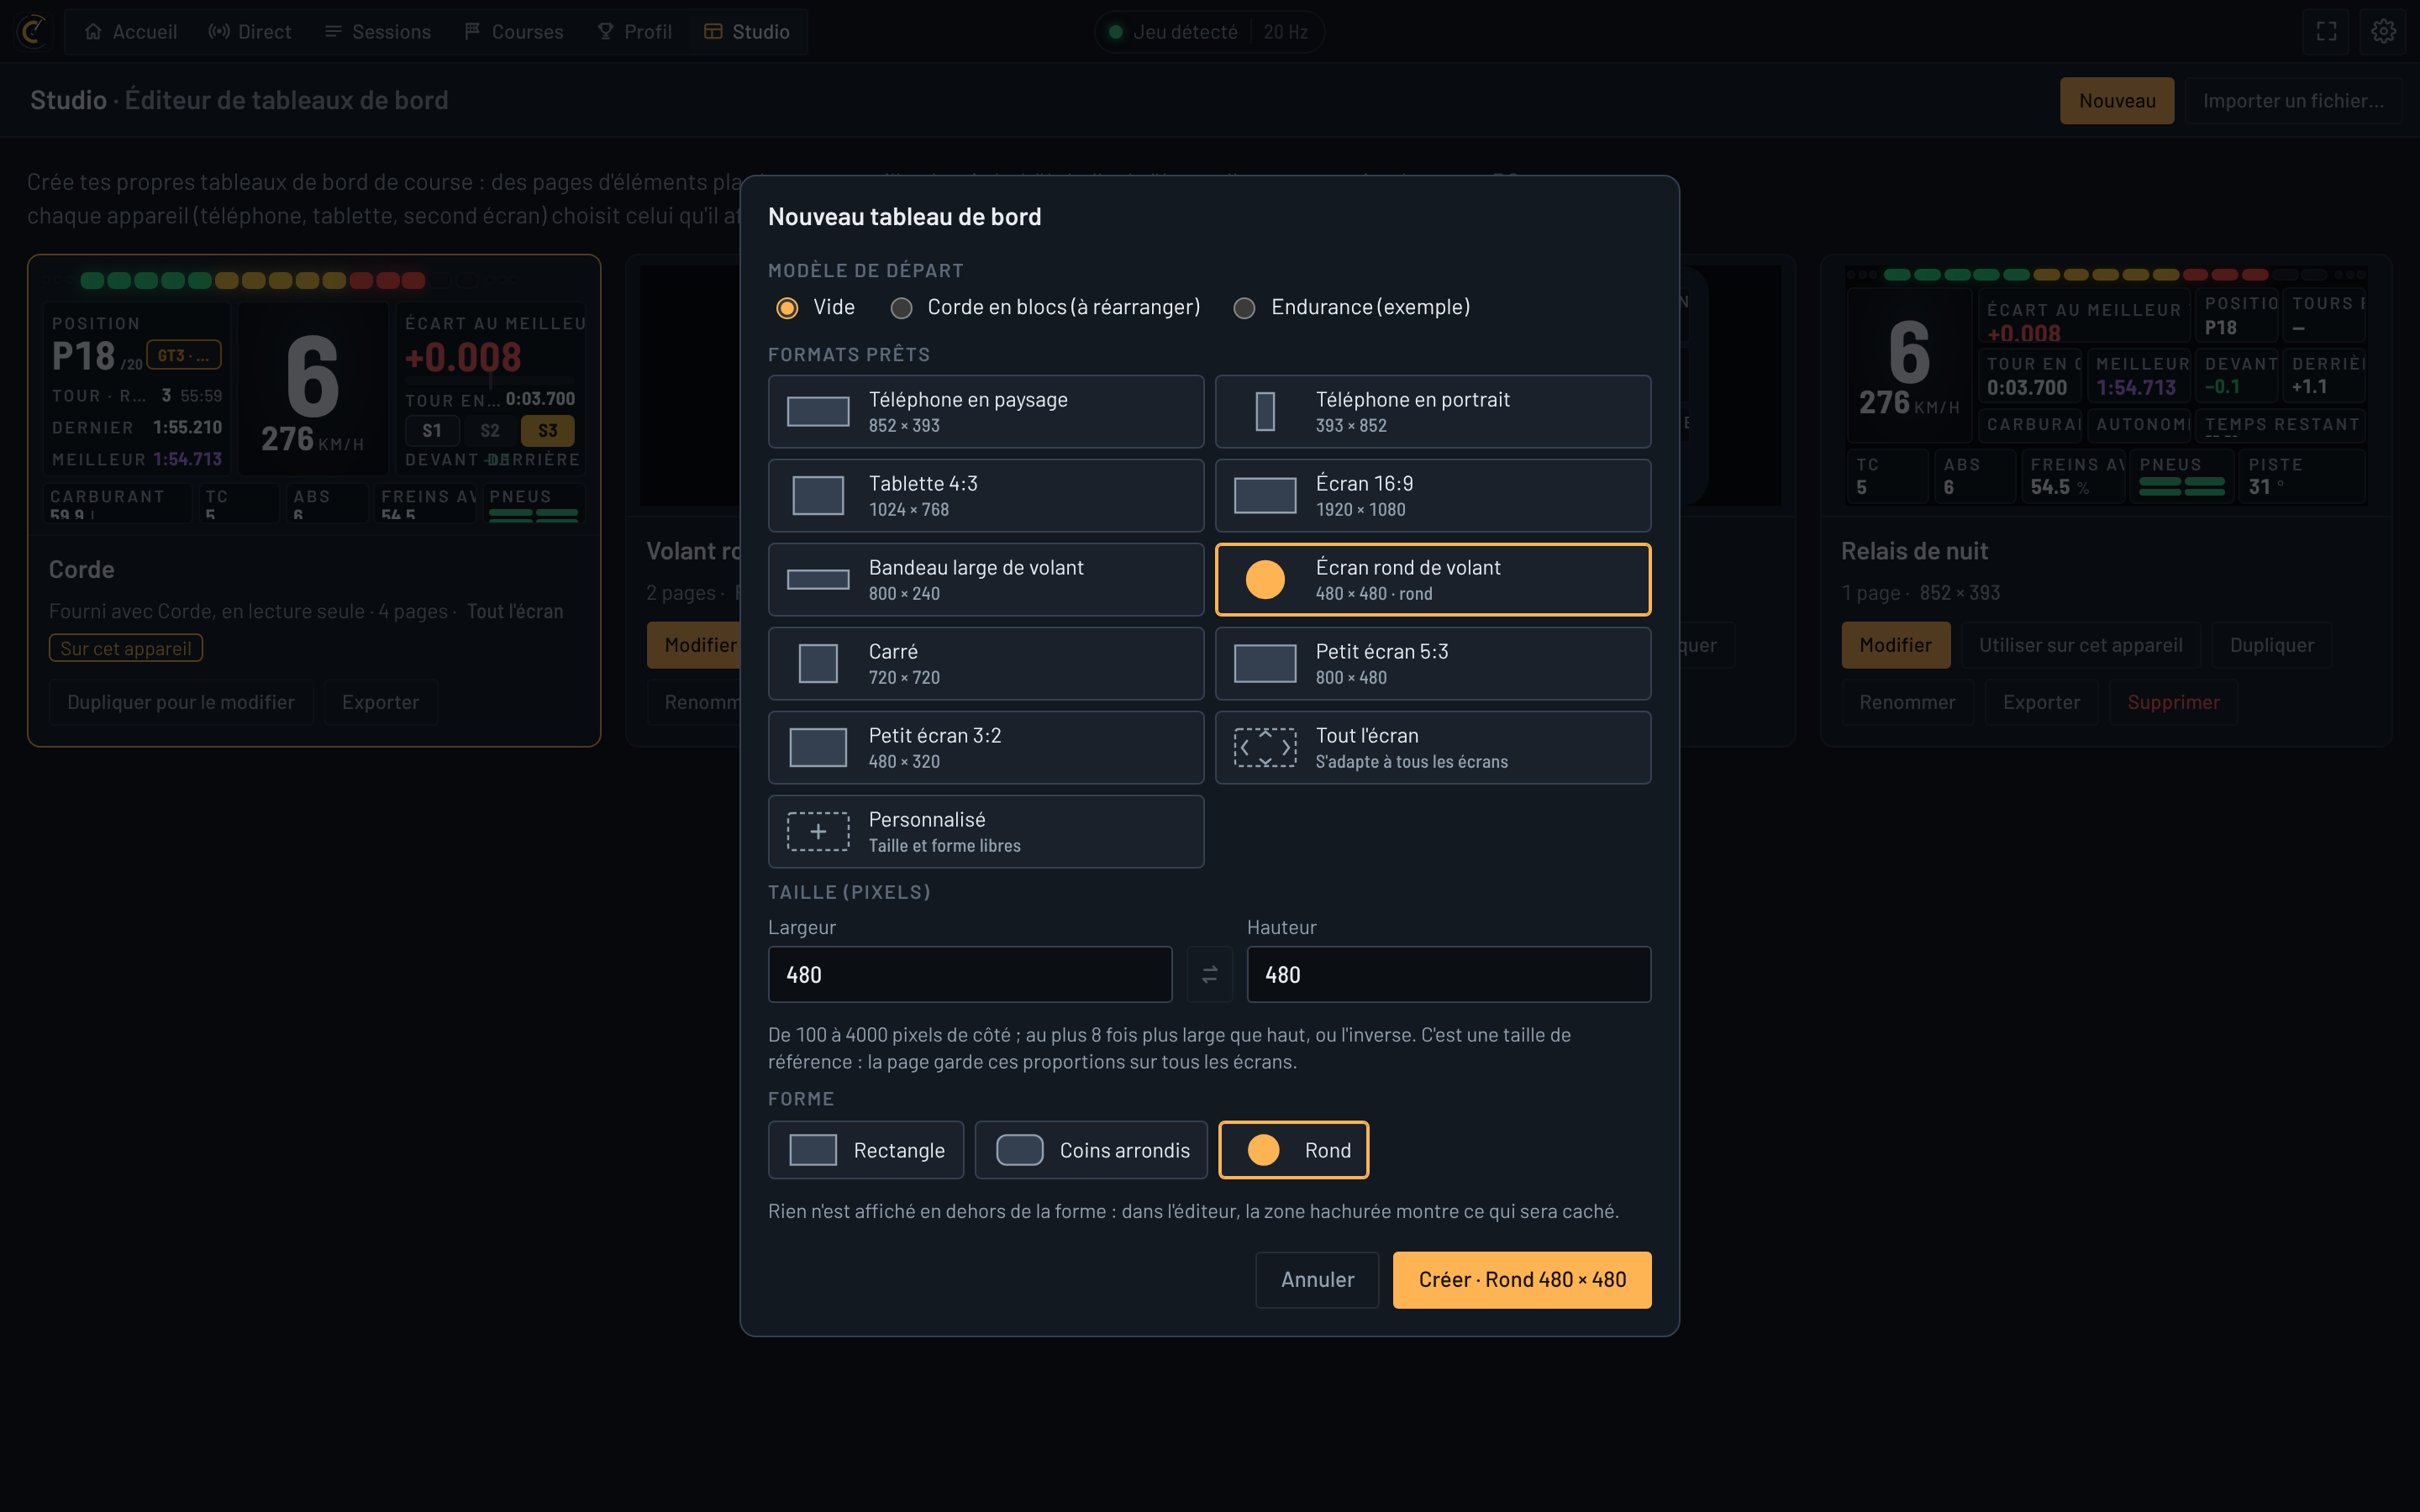 Accueil Direct Sessions Courses Profil Studio
Jeu détecté 20 Hz
Studio · Éditeur de tableaux de bord
Nouveau Importer un fichier...
Crée tes propres tableaux de bord de course : des pages d'éléments
chaque appareil (téléphone, tablette, second écran) choisit celui qu'il
POSITION
P18 /20 GT3 · ...
TOUR · R... 3 55:59
DERNIER 1:55.210
MEILLEUR 1:54.713
6
276 KM/H
ÉCART AU MEILLEU
+0.008
TOUR EN... 0:03.700
S1 S2 S3
DEVANT DERRIÈRE
CARBURANT TC ABS FREINS AV PNEUS
59.9 5 6 54.5
Corde
Fourni avec Corde, en lecture seule · 4 pages · Tout l'écran
Sur cet appareil
Dupliquer pour le modifier Exporter
Volant
2 pages ·
Modifier
Nouveau tableau de bord
MODÈLE DE DÉPART
Vide Corde en blocs (à réarranger) Endurance (exemple)
FORMATS PRÊTS
Téléphone en paysage
852 × 393
Téléphone en portrait
393 × 852
Tablette 4:3
1024 × 768
Écran 16:9
1920 × 1080
Bandeau large de volant
800 × 240
Écran rond de volant
480 × 480 · rond
Carré
720 × 720
Petit écran 5:3
800 × 480
Petit écran 3:2
480 × 320
Tout l'écran
S'adapte à tous les écrans
Personnalisé
Taille et forme libres
TAILLE (PIXELS)
Largeur Hauteur
480 480
De 100 à 4000 pixels de côté ; au plus 8 fois plus large que haut, ou l'inverse. C'est une taille de
référence : la page garde ces proportions sur tous les écrans.
FORME
Rectangle Coins arrondis Rond
Rien n'est affiché en dehors de la forme : dans l'éditeur, la zone hachurée montre ce qui sera caché.
Annuler Créer · Rond 480 × 480
6
276 KM/H
ÉCART AU MEILLEUR POSITIO TOURS
+0.008 P18 –
TOUR EN MEILLEUR DEVANT DERRIÈ
0:03.700 1:54.713 −0.1 +1.1
CARBURA AUTONOM TEMPS RESTANT
TC ABS FREINS AV PNEUS PISTE
5 6 54.5 % 31 °
Relais de nuit
1 page · 852 × 393
Modifier Utiliser sur cet appareil Dupliquer
Renommer Exporter Supprimer